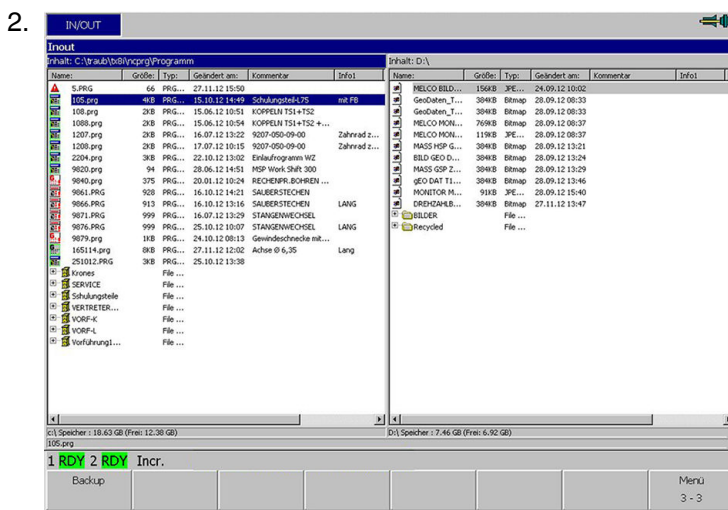 2.
IN/OUT
Inout
Inhalt: C:\traub\tx8i\ncprg\Programm
Name: Größe: Typ: Geändert am: Kommentar Info1
5.PRG 66 PRG... 27.11.12 15:50
105.prg 4KB PRG... 15.10.12 14:49 Schulungsteil-L75 mit FB
108.prg 2KB PRG... 15.06.12 10:51 KOPPELN TS1+TS2
1088.prg 2KB PRG... 15.06.12 10:54 KOPPELN TS1+TS2 +...
1207.prg 2KB PRG... 16.07.12 13:22 9207-050-09-00 Zahnrad z...
1208.prg 2KB PRG... 17.07.12 10:15 9207-050-09-00 Zahnrad z...
2204.prg 3KB PRG... 22.10.12 13:02 Einlaufrogramm WZ
9820.prg 94 PRG... 28.06.12 14:51 MSP Work Shift 300
9840.prg 375 PRG... 20.01.12 10:24 RECHENPR.BOHREN ...
9861.PRG 928 PRG... 16.10.12 14:21 SAUBERSTECHEN
9866.PRG 913 PRG... 16.10.12 13:16 SAUBERSTECHEN LANG
9871.PRG 999 PRG... 16.07.12 13:29 STANGENWECHSEL
9876.PRG 999 PRG... 25.10.12 10:07 STANGENWECHSEL LANG
9879.prg 1KB PRG... 24.10.12 08:13 Gewindeschnecke mit...
165114.prg 8KB PRG... 27.11.12 12:02 Achse Ø 6,35 Lang
251012.PRG 3KB PRG... 25.10.12 13:38
Krones File ...
SERVICE File ...
Sshulungsteile File ...
VERTRETER... File ...
VORF-K File ...
VORF-L File ...
Vorführung1... File ...
c:\ Speicher : 18.63 GB (Frei: 12.38 GB)
105.prg
Inhalt: D:\
Name: Größe: Typ: Geändert am: Kommentar Info1
MELCO BILD... 156KB JPE... 24.09.12 10:02
GeoDaten_T... 384KB Bitmap 28.09.12 08:33
GeoDaten_T... 384KB Bitmap 28.09.12 08:33
MELCO MON... 769KB Bitmap 28.09.12 08:37
MELCO MON... 119KB JPE... 28.09.12 08:37
MASS HSP G... 384KB Bitmap 28.09.12 13:21
BILD GEO D... 384KB Bitmap 28.09.12 13:24
MASS GSP Z... 384KB Bitmap 28.09.12 13:29
gEO DAT T1... 384KB Bitmap 28.09.12 13:46
MONITOR M... 91KB JPE... 28.09.12 15:40
DREHZAHLB... 384KB Bitmap 27.11.12 13:47
BILDER File ...
Recycled File ...
D:\ Speicher : 7.46 GB (Frei: 6.92 GB)
1 RDY 2 RDY Incr.
Backup
Menü
3 - 3